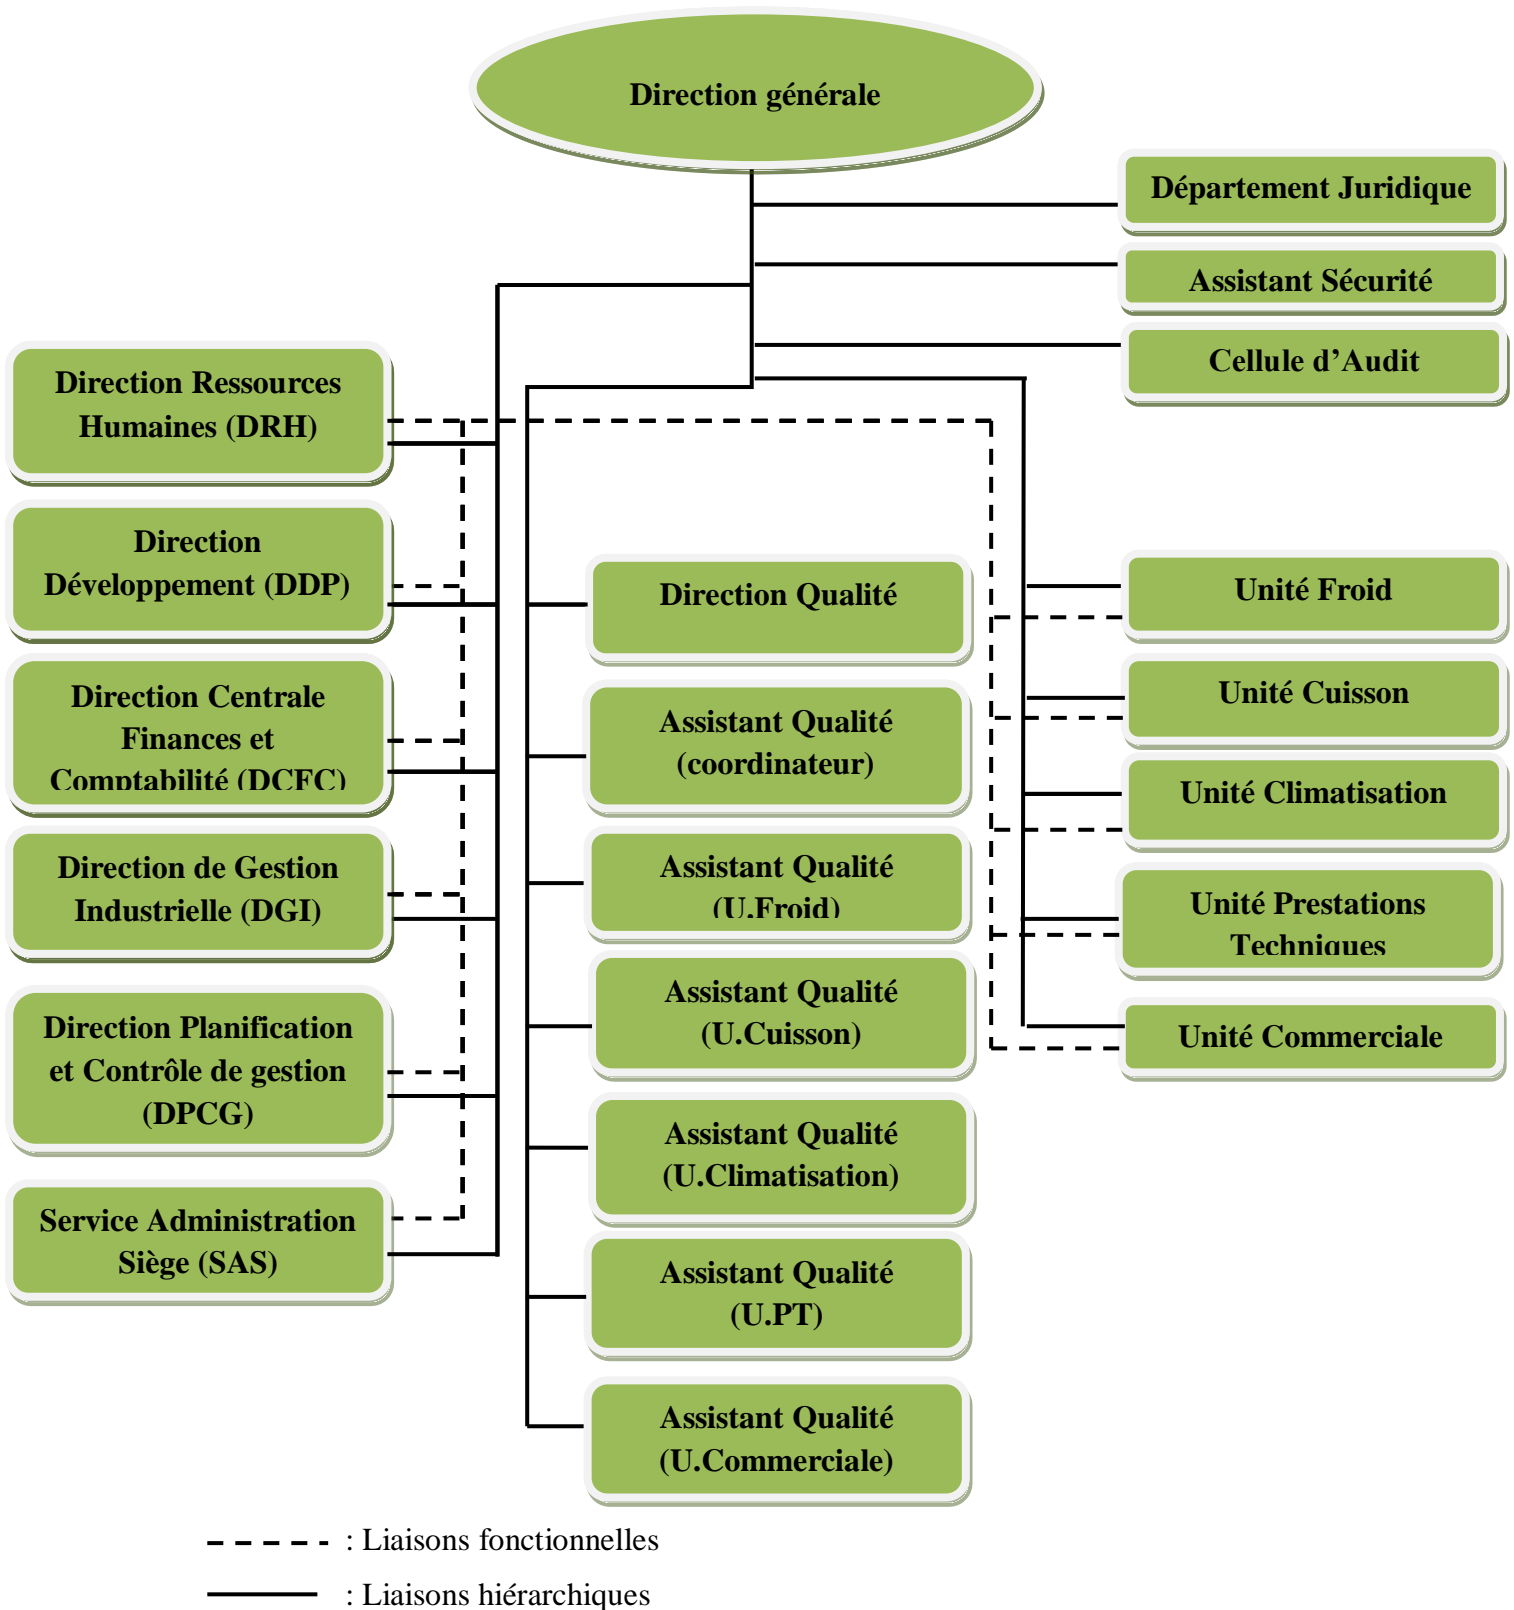 Direction générale
Département Juridique
Assistant Sécurité
Cellule d’Audit
Direction Ressources
Humaines (DRH)
Direction
Développement (DDP)
Direction Centrale
Finances et
Comptabilité (DCFC)
Direction de Gestion
Industrielle (DGI)
Direction Planification
et Contrôle de gestion
(DPCG)
Service Administration
Siège (SAS)
Direction Qualité
Assistant Qualité
(coordinateur)
Assistant Qualité
(U.Froid)
Assistant Qualité
(U.Cuisson)
Assistant Qualité
(U.Climatisation)
Assistant Qualité
(U.PT)
Assistant Qualité
(U.Commerciale)
Unité Froid
Unité Cuisson
Unité Climatisation
Unité Prestations
Techniques
Unité Commerciale
: Liaisons fonctionnelles
: Liaisons hiérarchiques